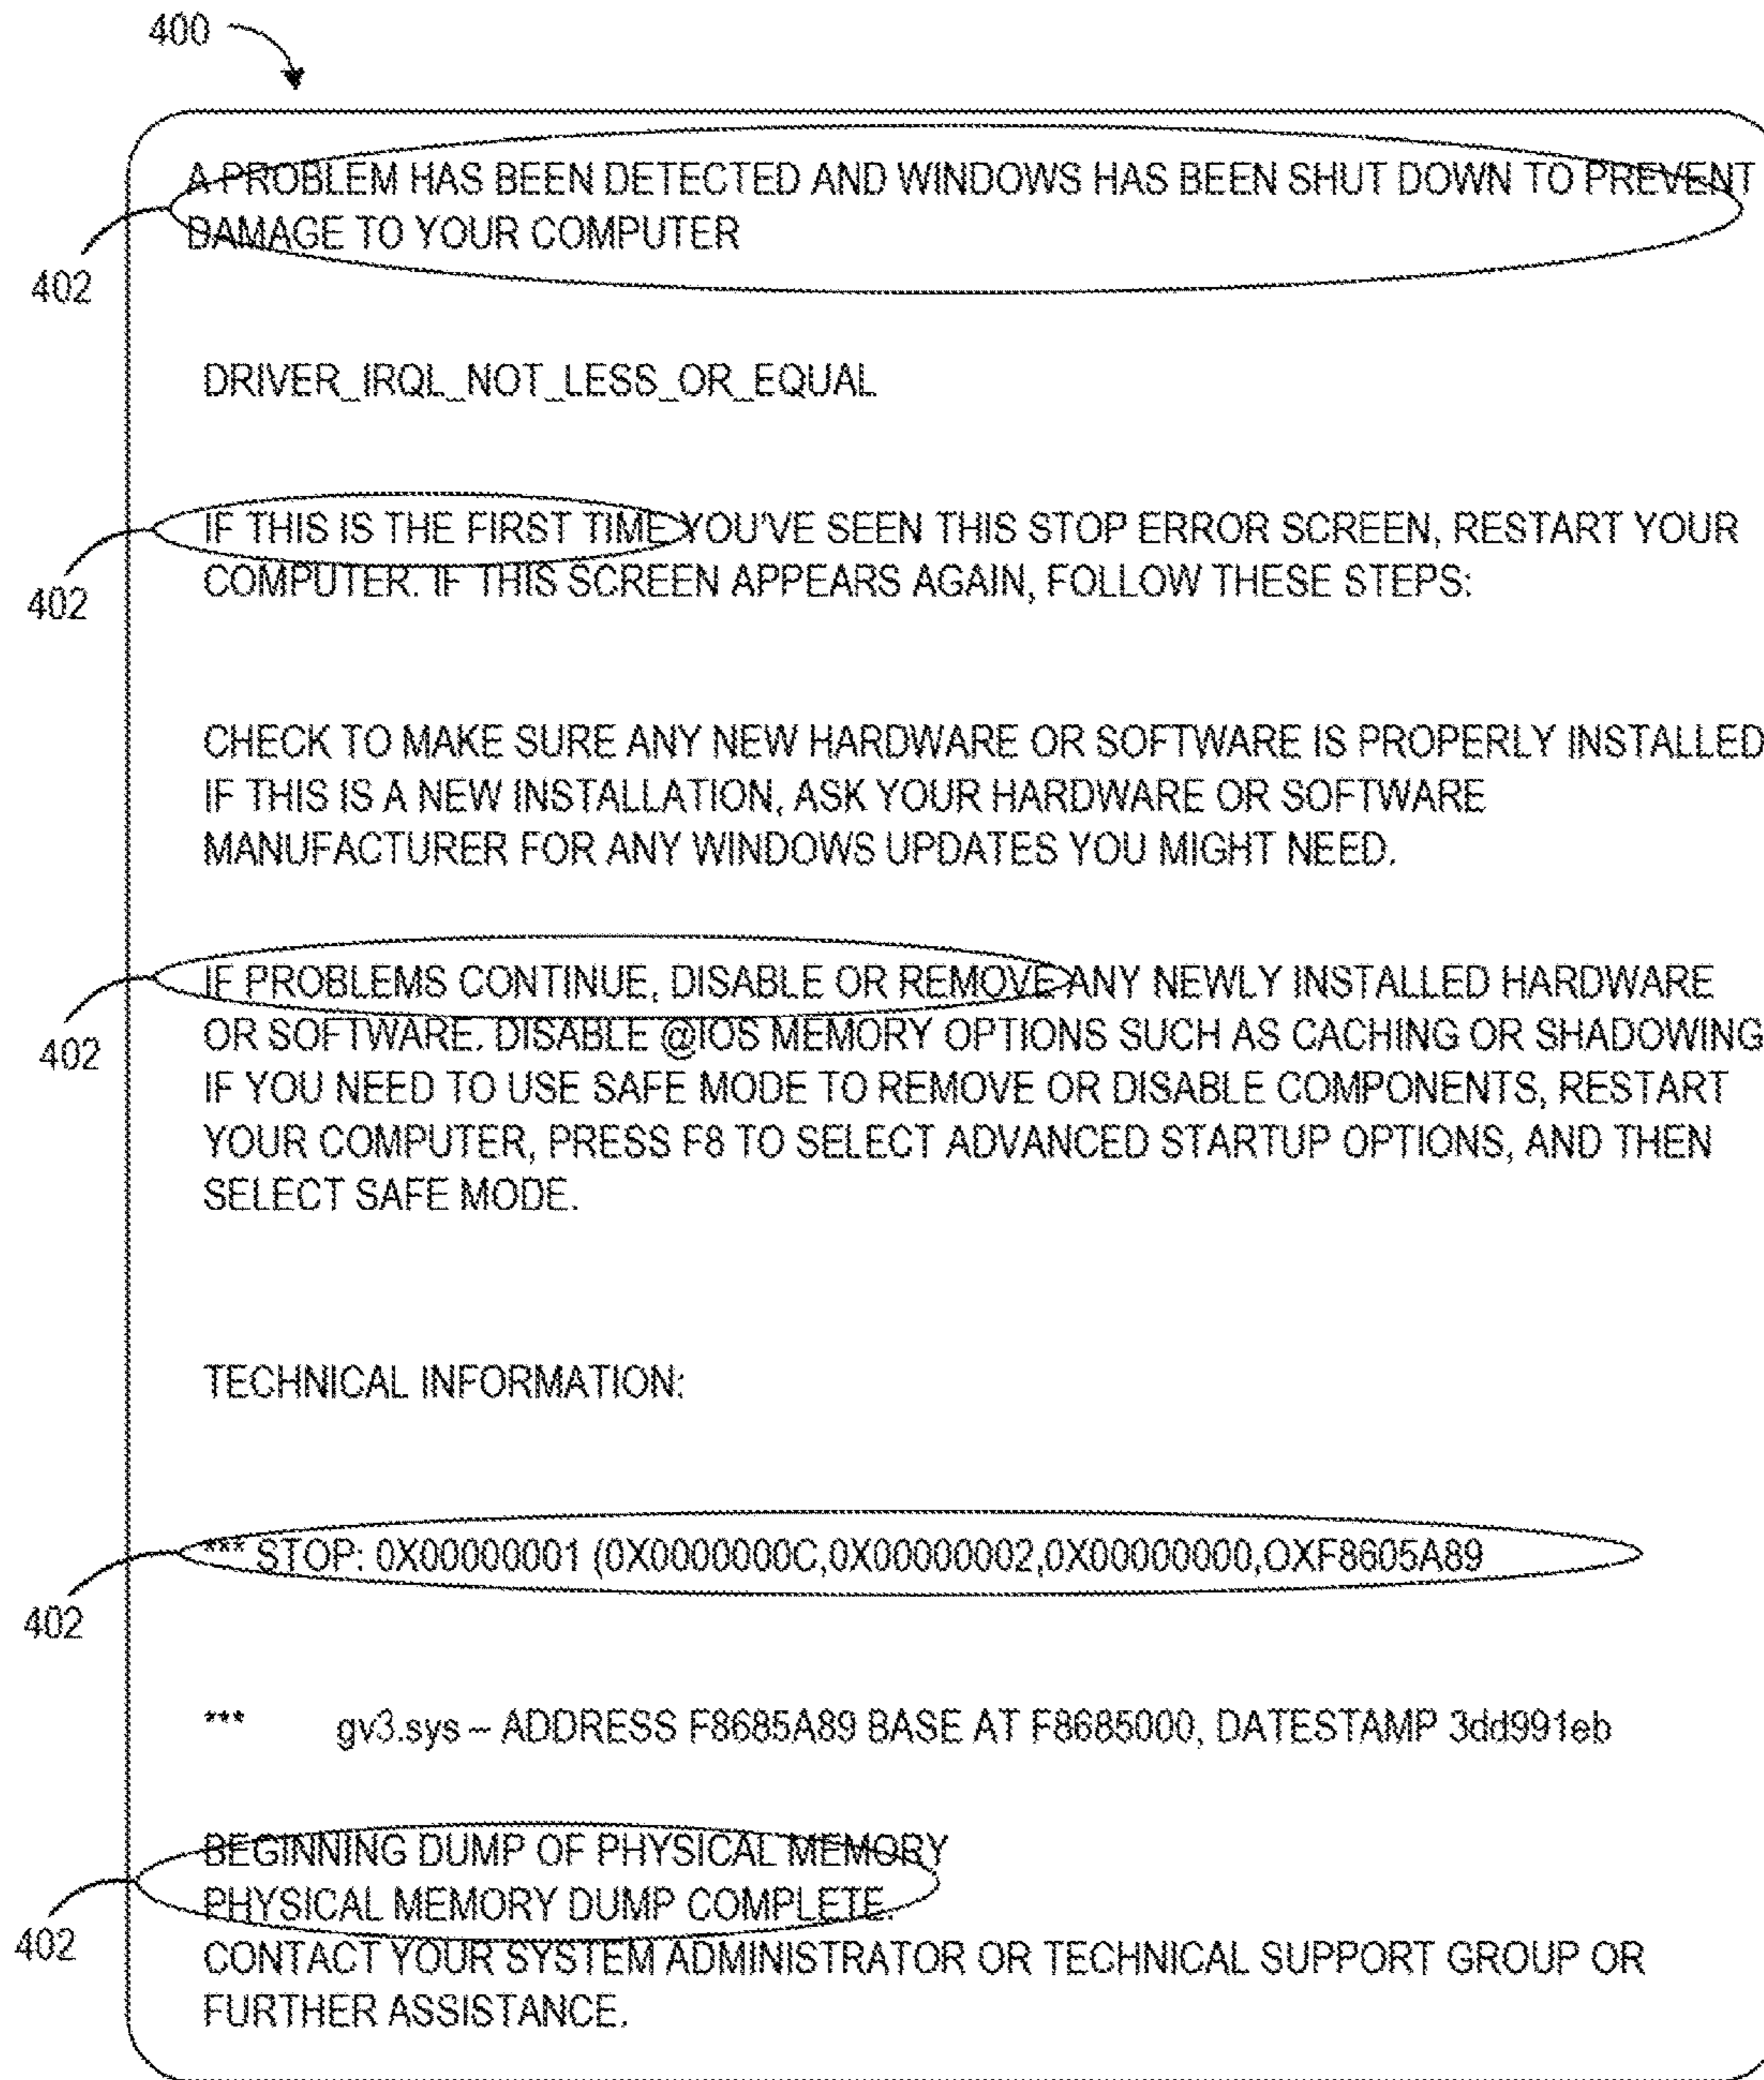 400
A PROBLEM HAS BEEN DETECTED AND WINDOWS HAS BEEN SHUT DOWN TO PREVENT
DAMAGE TO YOUR COMPUTER
402
DRIVER_IRQL_NOT_LESS_OR_EQUAL
IF THIS IS THE FIRST TIME YOU'VE SEEN THIS STOP ERROR SCREEN, RESTART YOUR
COMPUTER. IF THIS SCREEN APPEARS AGAIN, FOLLOW THESE STEPS:
402
CHECK TO MAKE SURE ANY NEW HARDWARE OR SOFTWARE IS PROPERLY INSTALLED
IF THIS IS A NEW INSTALLATION, ASK YOUR HARDWARE OR SOFTWARE
MANUFACTURER FOR ANY WINDOWS UPDATES YOU MIGHT NEED.
IF PROBLEMS CONTINUE, DISABLE OR REMOVE ANY NEWLY INSTALLED HARDWARE
OR SOFTWARE. DISABLE @IOS MEMORY OPTIONS SUCH AS CACHING OR SHADOWING
402
IF YOU NEED TO USE SAFE MODE TO REMOVE OR DISABLE COMPONENTS, RESTART
YOUR COMPUTER, PRESS F8 TO SELECT ADVANCED STARTUP OPTIONS, AND THEN
SELECT SAFE MODE.
TECHNICAL INFORMATION:
*** STOP: 0X00000001 (0X0000000C,0X00000002,0X00000000,OXF8605A89
402
*** gv3.sys -- ADDRESS F8685A89 BASE AT F8685000, DATESTAMP 3dd991eb
BEGINNING DUMP OF PHYSICAL MEMORY
PHYSICAL MEMORY DUMP COMPLETE.
402
CONTACT YOUR SYSTEM ADMINISTRATOR OR TECHNICAL SUPPORT GROUP OR
FURTHER ASSISTANCE.